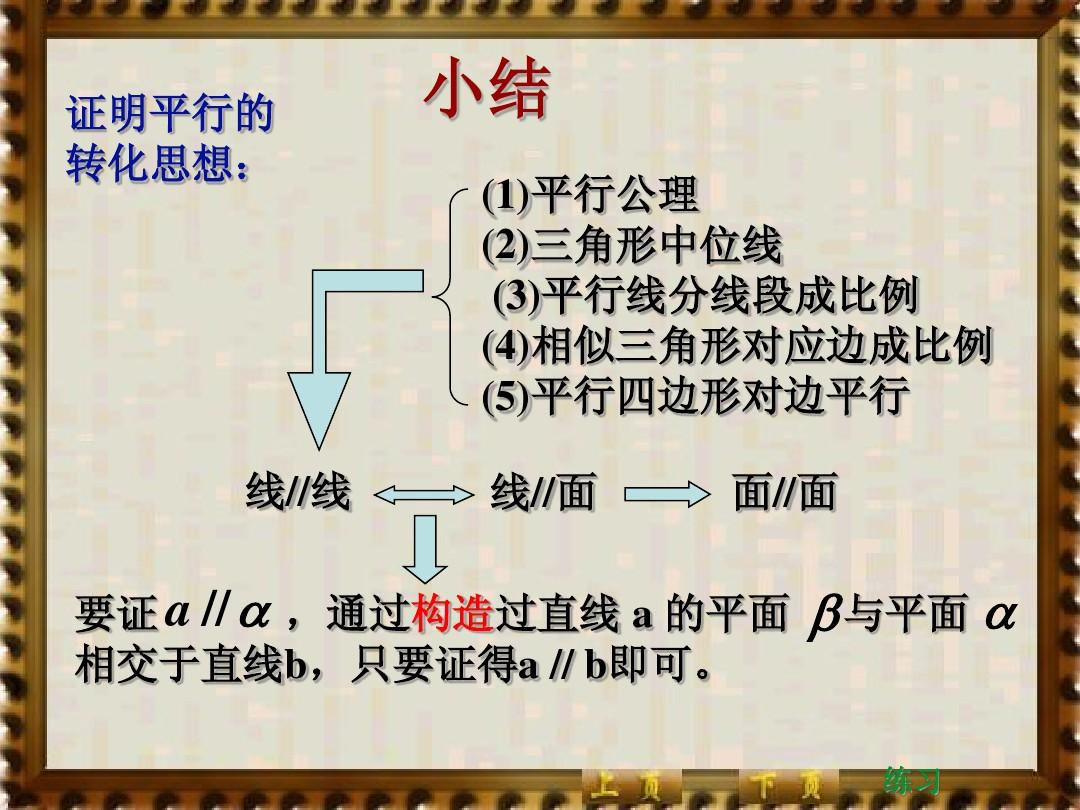 小结
证明平行的
转化思想：
(1)平行公理
(2)三角形中位线
(3)平行线分线段成比例
(4)相似三角形对应边成比例
(5)平行四边形对边平行
线//线 线//面 面//面
要证a//α，通过构造过直线 a 的平面 β与平面 α
相交于直线b，只要证得a // b即可。
上页 下页 练习